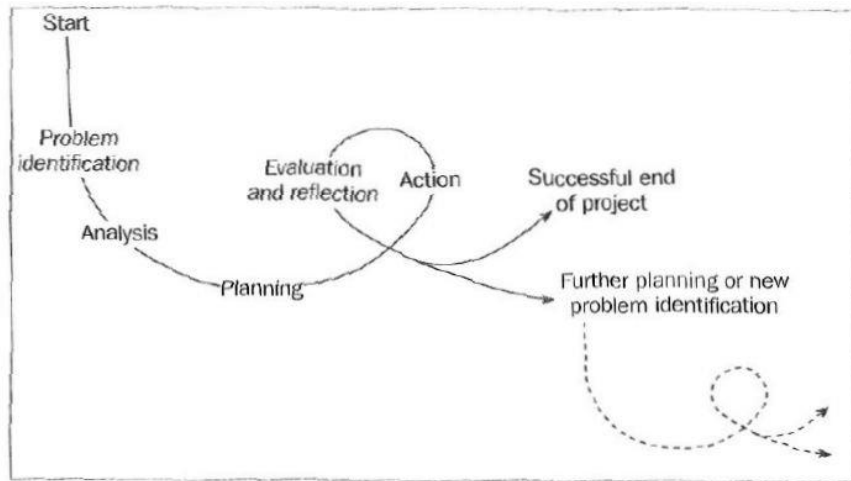 Start
Problem
identification
Analysis
Planning
Evaluation
and reflection
Action
Successful end
of project
Further planning or new
problem identification